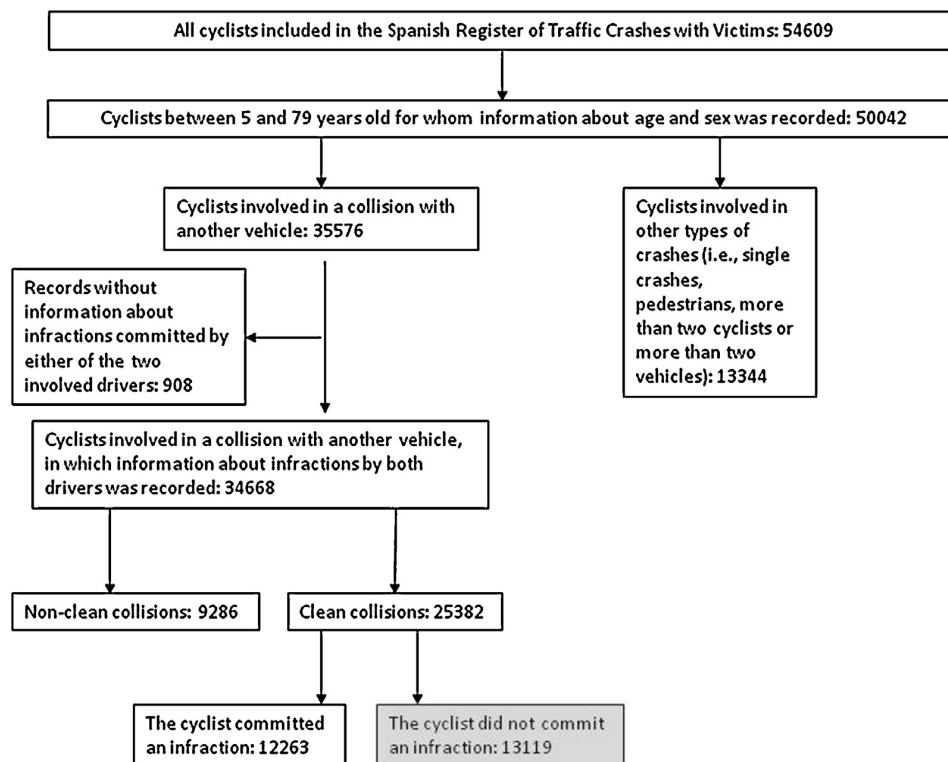 All cyclists included in the Spanish Register of Traffic Crashes with Victims: 54609
Cyclists between 5 and 79 years old for whom information about age and sex was recorded: 50042
Cyclists involved in a collision with
another vehicle: 35576
Cyclists involved in
other types of
crashes (i.e., single
crashes,
pedestrians, more
than two cyclists or
more than two
vehicles): 13344
Records without
information about
infractions committed by
either of the two
involved drivers: 908
Cyclists involved in a collision with another vehicle,
in which information about infractions by both
drivers was recorded: 34668
Non-clean collisions: 9286
Clean collisions: 25382
The cyclist committed
an infraction: 12263
The cyclist did not commit
an infraction: 13119